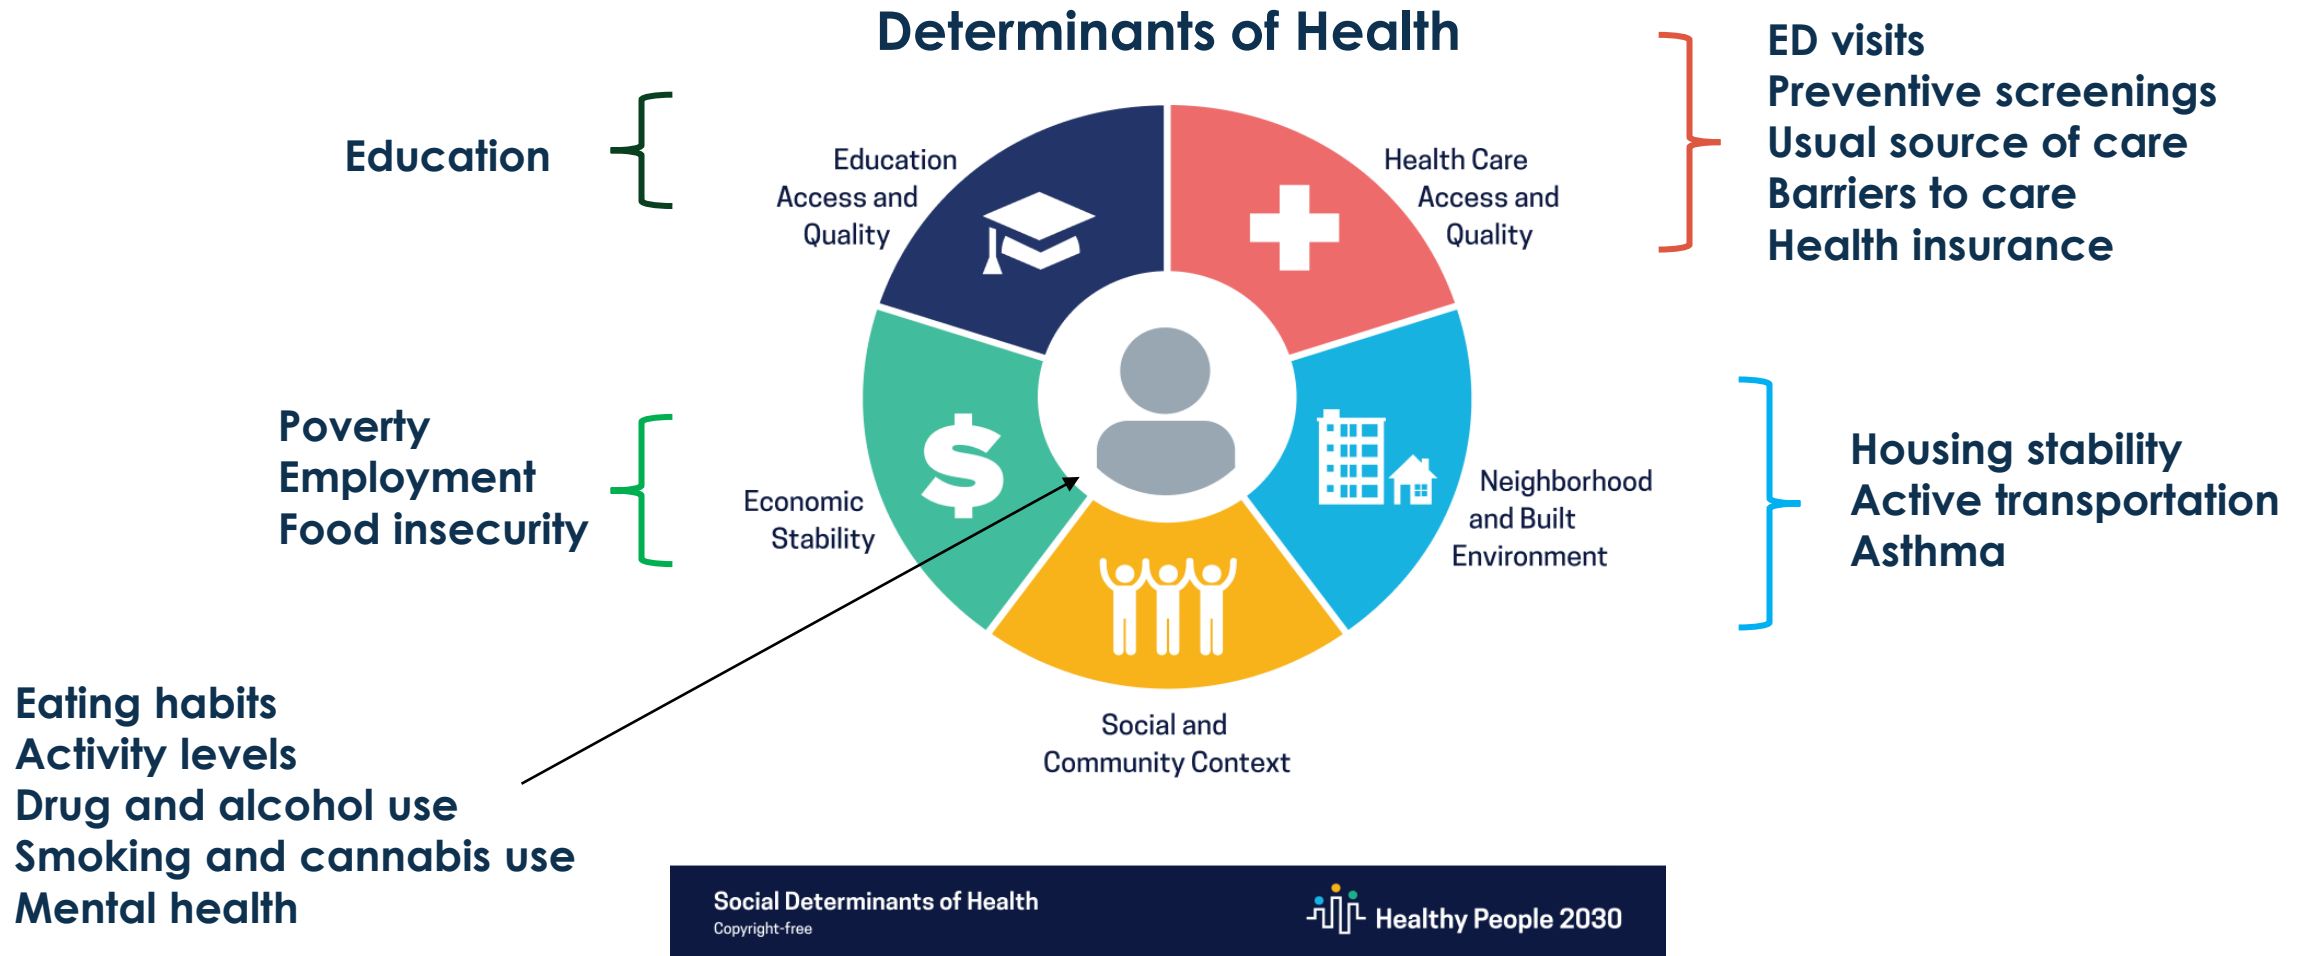 Determinants of Health
Education
Education
Access and
Quality
Health Care
Access and
Quality
ED visits
Preventive screenings
Usual source of care
Barriers to care
Health insurance
Poverty
Employment
Food insecurity
Economic
Stability
Neighborhood
and Built
Environment
Housing stability
Active transportation
Asthma
Social and
Community Context
Eating habits
Activity levels
Drug and alcohol use
Smoking and cannabis use
Mental health
Social Determinants of Health
Copyright-free
Healthy People 2030